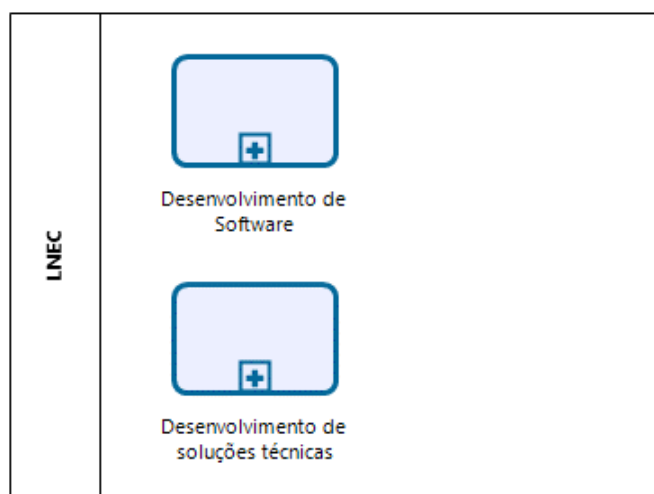 LNEC
Desenvolvimento de
Software
Desenvolvimento de
soluções técnicas